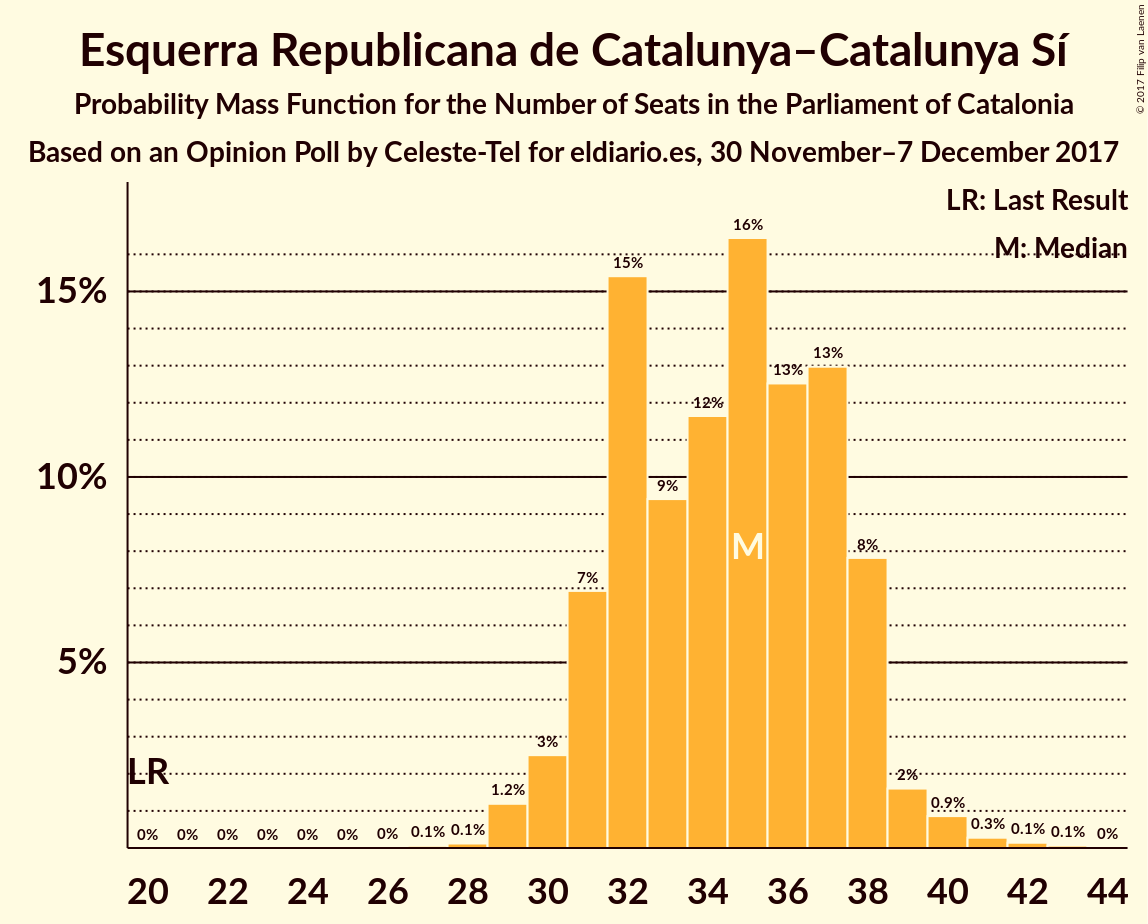 Esquerra Republicana de Catalunya–Catalunya Sí
Probability Mass Function for the Number of Seats in the Parliament of Catalonia
Based on an Opinion Poll by Celeste-Tel for eldiario.es, 30 November–7 December 2017
© 2017 Filip van Laenen
LR: Last Result
M: Median
15%
10%
5%
LR
M
0% 0% 0% 0% 0% 0% 0% 0.1% 0.1% 1.2% 3% 7% 15% 9% 12% 16% 13% 13% 8% 2% 0.9% 0.3% 0.1% 0.1% 0%
20 22 24 26 28 30 32 34 36 38 40 42 44